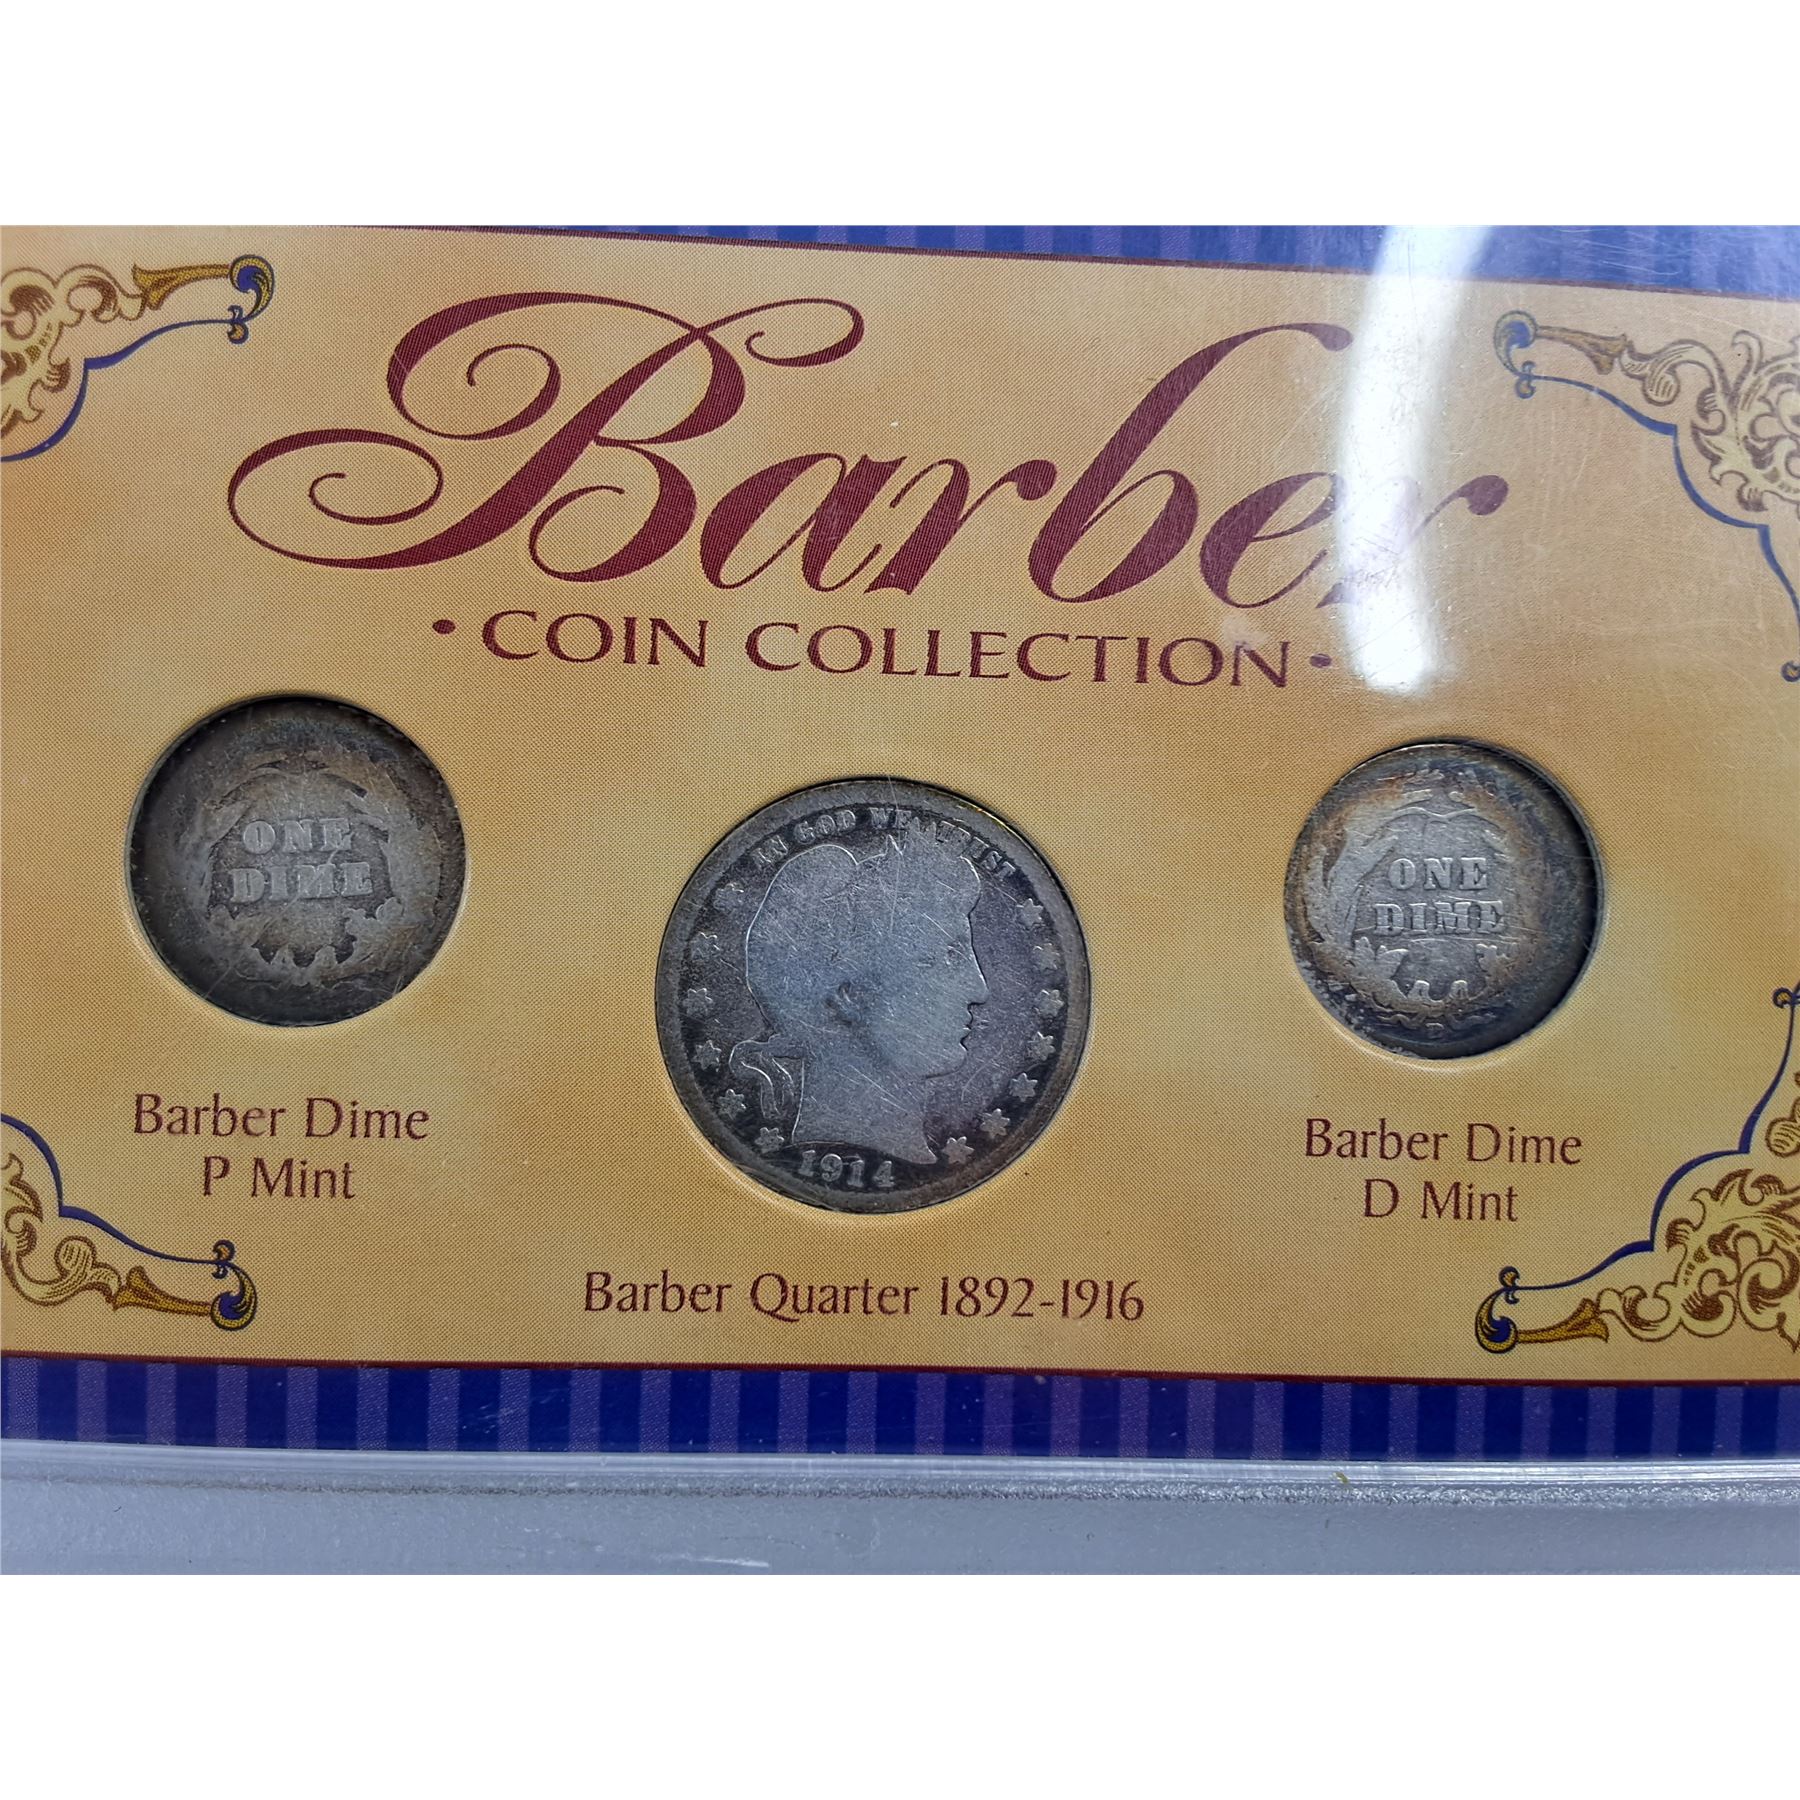 Barber
• COIN COLLECTION •
ONE
DIME
IN GOD WE TRUST
1914
ONE
DIME
D
Barber Dime
P Mint
Barber Dime
D Mint
Barber Quarter 1892-1916